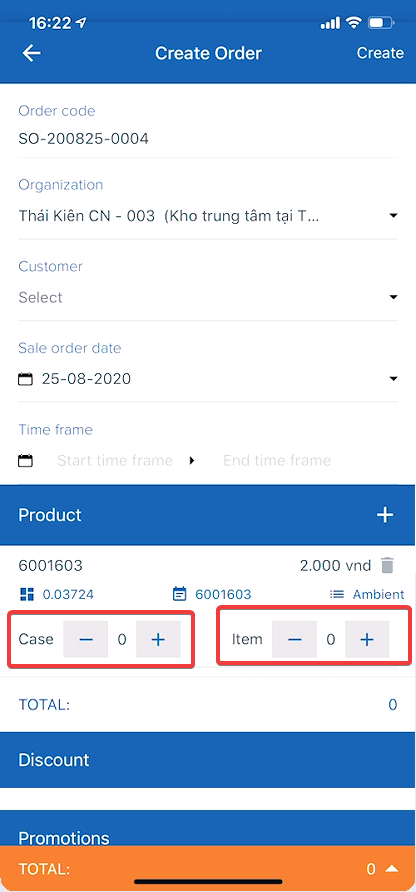 16:22
Create Order
Create
Order code
SO-200825-0004
Organization
Thái Kiên CN - 003 (Kho trung tâm tại T...
Customer
Select
Sale order date
25-08-2020
Time frame
Start time frame
End time frame
Product +
6001603 2.000 vnd
0.03724 6001603 Ambient
Case − 0 + Item − 0 +
TOTAL: 0
Discount
Promotions
TOTAL: 0